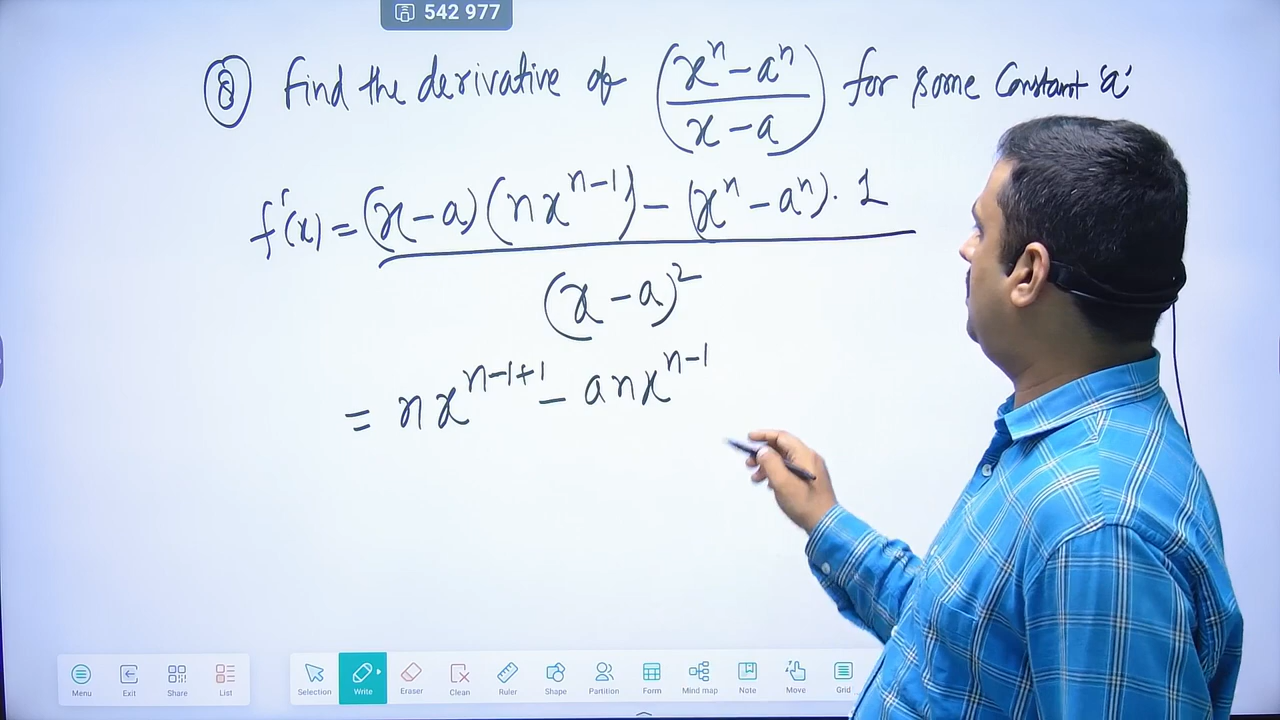 542 977
⑧ Find the derivative of (xⁿ – aⁿ / x – a) for some constant 'a'
f'(x) = (x – a)(nxⁿ⁻¹) – (xⁿ – aⁿ). 1
(x – a)²
= nxⁿ⁻¹⁺¹ – anxⁿ⁻¹
Menu Exit Share List Selection Write Eraser Clean Ruler Shape Partition Form Mind map Note Move Grid